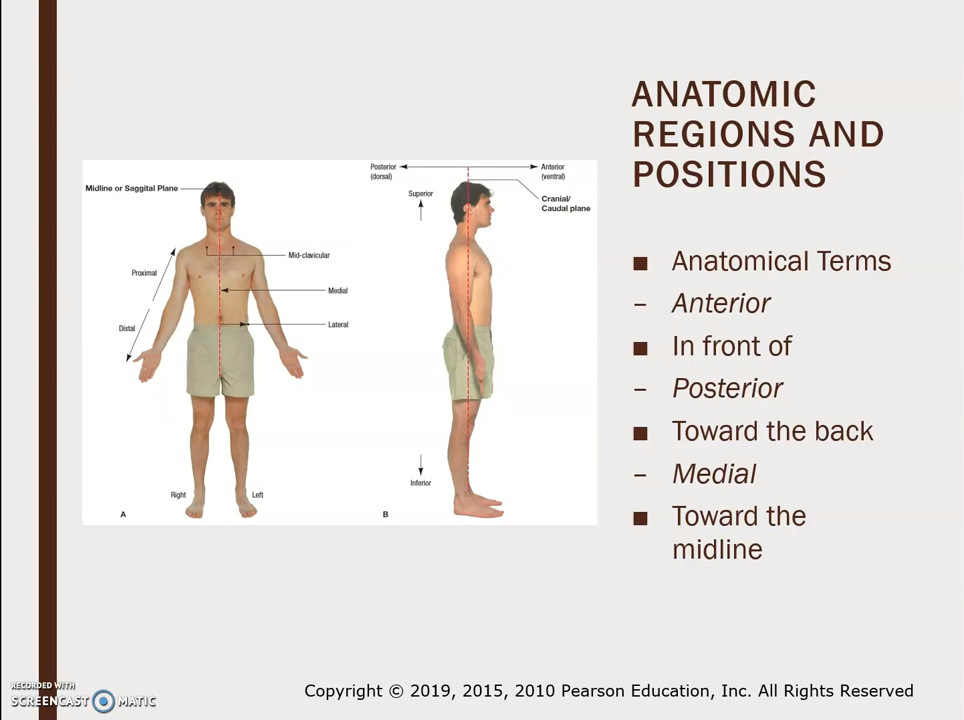 ANATOMIC
REGIONS AND
POSITIONS
Midline or Saggital Plane
Mid-clavicular
Proximal
Medial
Distal
Lateral
Right
Left
A
Posterior
(dorsal)
Anterior
(ventral)
Superior
Cranial/
Caudal plane
Inferior
B
■ Anatomical Terms
– Anterior
■ In front of
– Posterior
■ Toward the back
– Medial
■ Toward the
midline
RECORDED WITH
SCREENCAST MATIC
Copyright © 2019, 2015, 2010 Pearson Education, Inc. All Rights Reserved